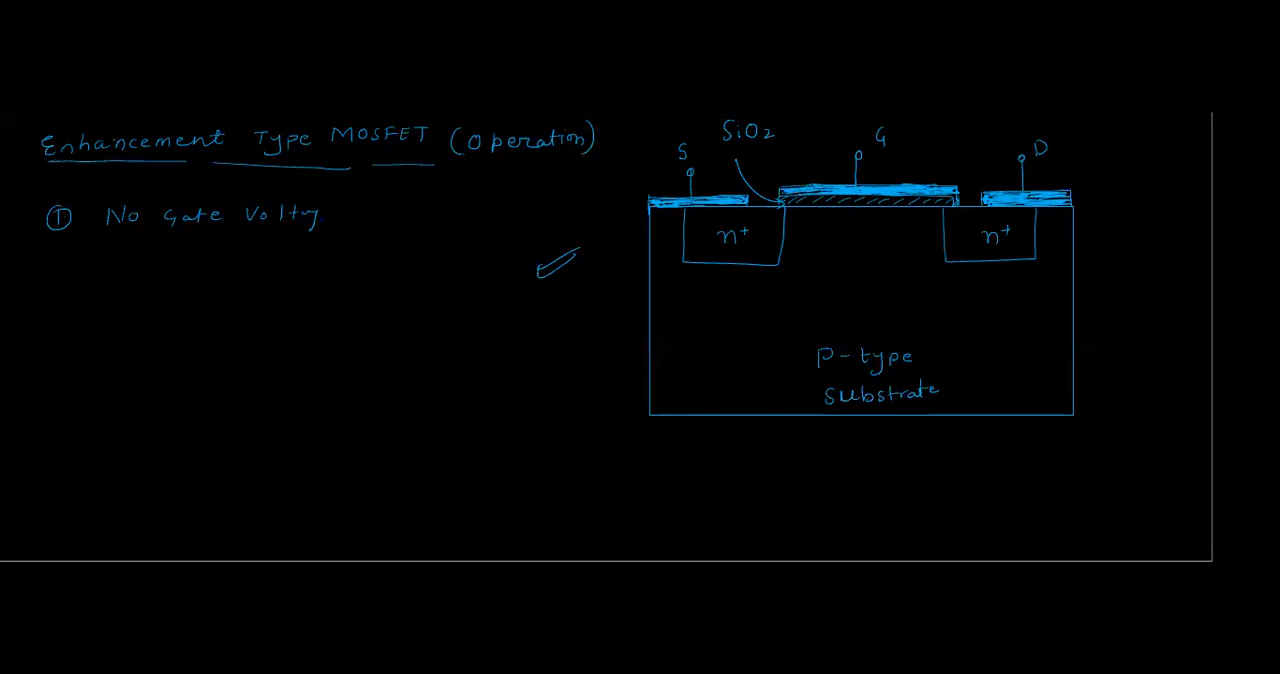 Enhancement Type MOSFET (Operation)
① No Gate Voltag
SiO2
G
S
D
n+
n+
P-type
Substrate